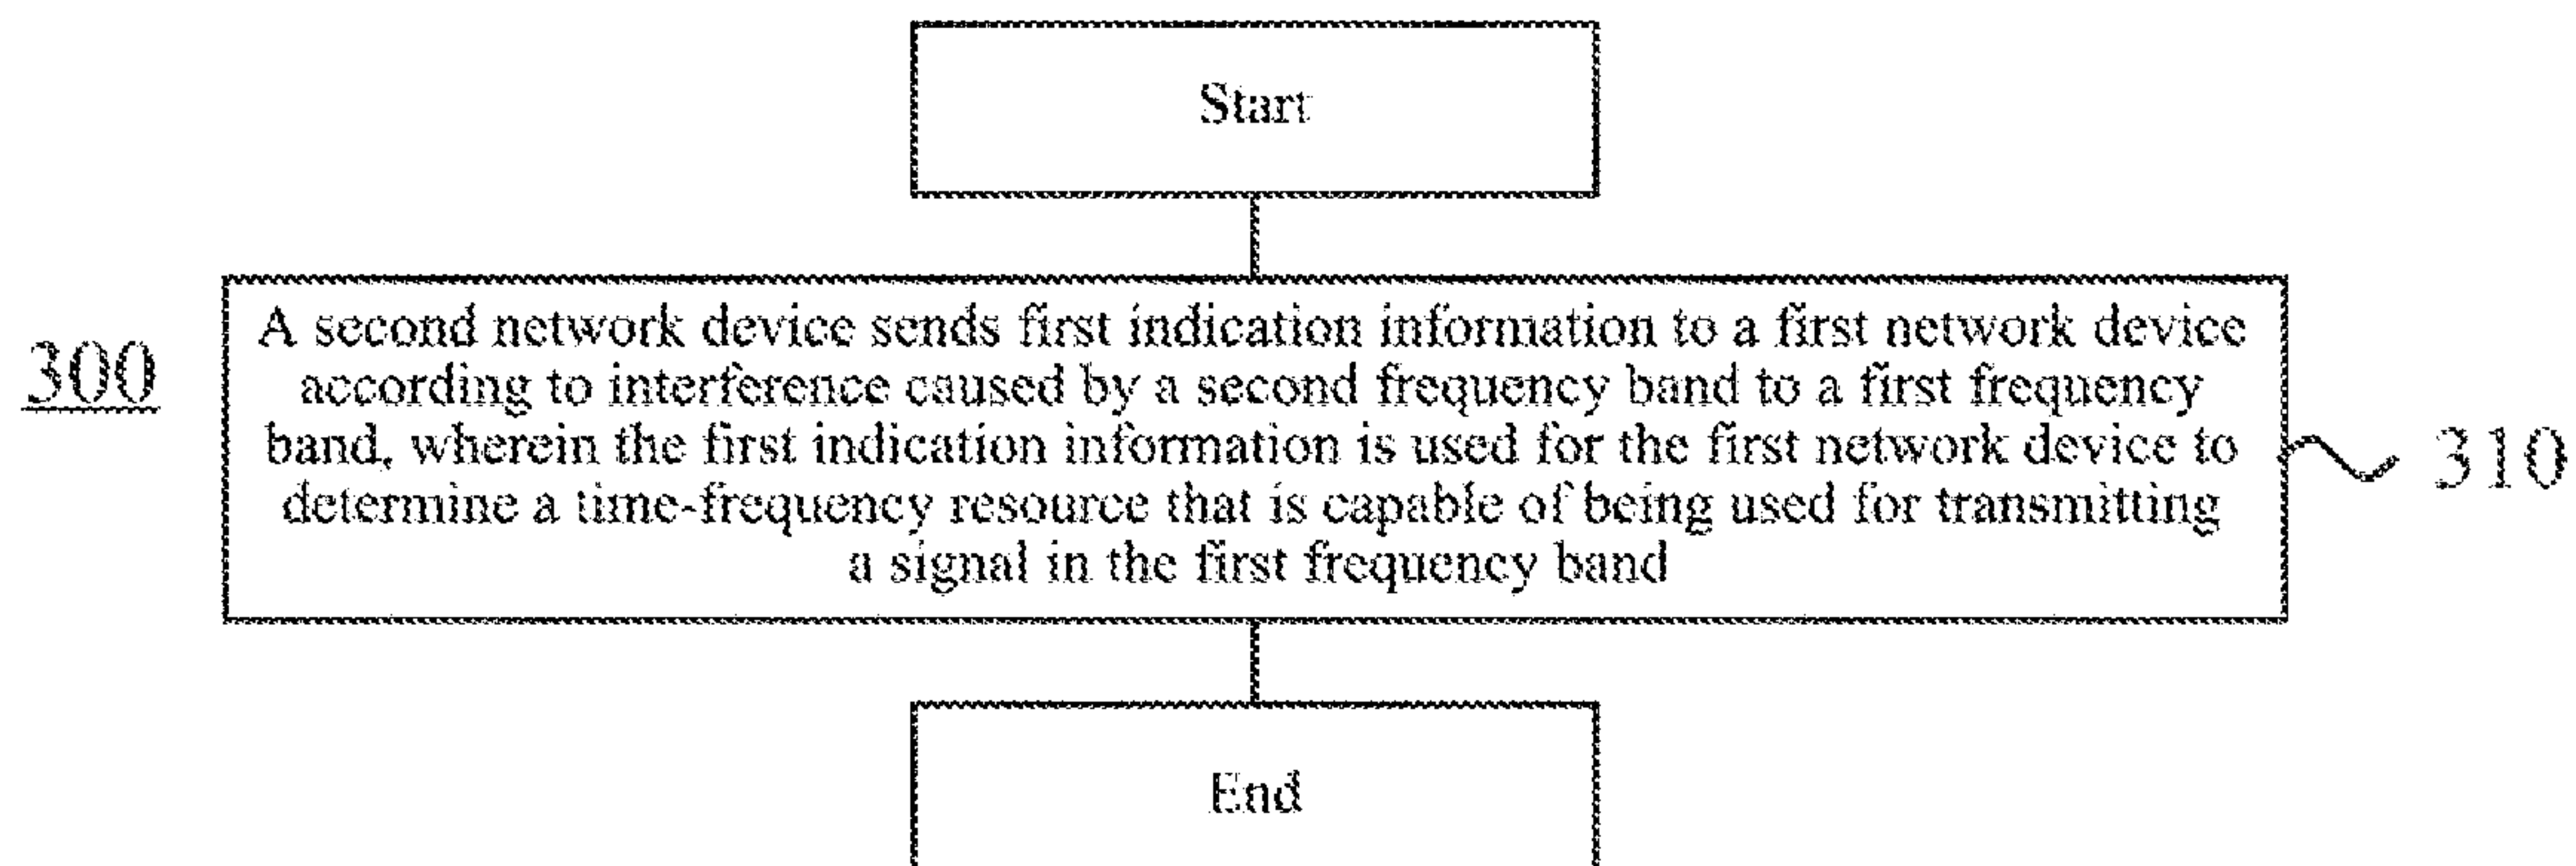 Start
A second network device sends first indication information to a first network device
300
according to interference caused by a second frequency band to a first frequency
band, wherein the first indication information is used for the first network device to
310
determine a time-frequency resource that is capable of being used for transmitting
a signal in the first frequency band
End